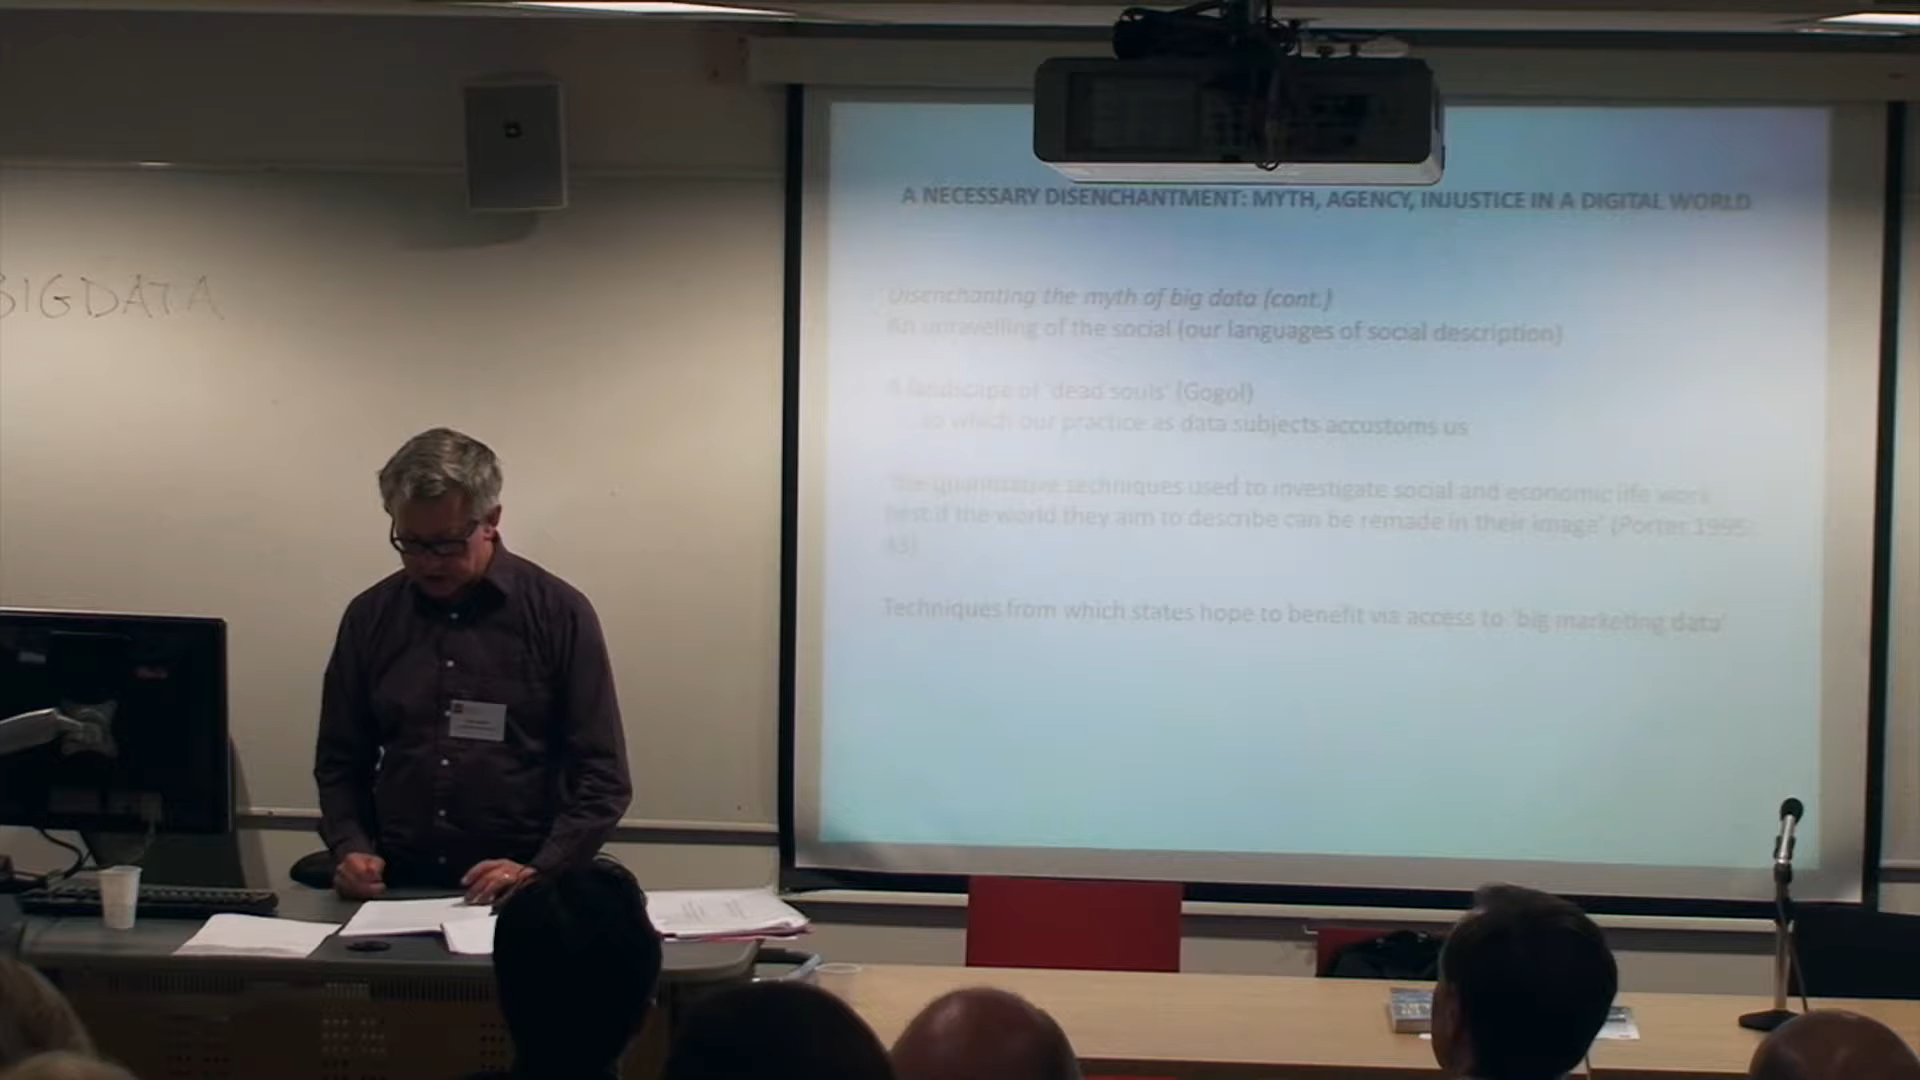 BIGDATA
A NECESSARY DISENCHANTMENT: MYTH, AGENCY, INJUSTICE IN A DIGITAL WORLD
Disenchanting the myth of big data (cont.)
An unravelling of the social (our languages of social description)
A landscape of 'dead souls' (Gogol)
to which our practice as data subjects accustoms us
'The quantitative techniques used to investigate social and economic life work
best if the world they aim to describe can be remade in their image' (Porter 1995:
43)
Techniques from which states hope to benefit via access to 'big marketing data'